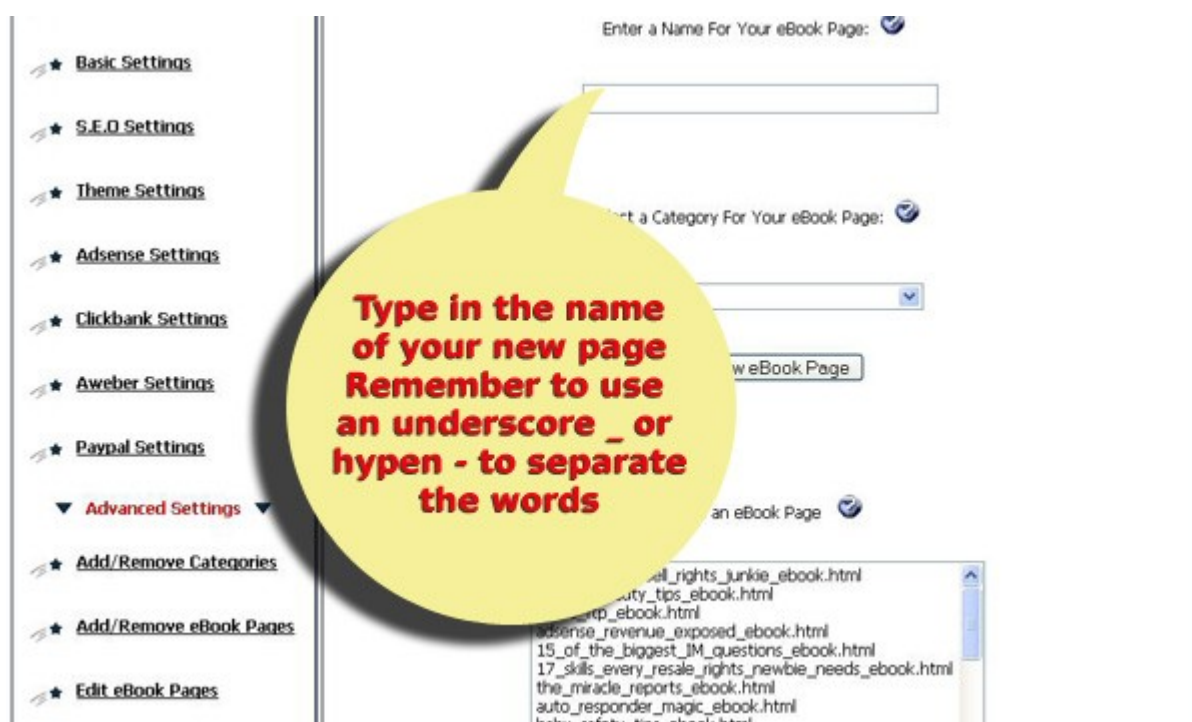 Basic Settings
S.E.O Settings
Theme Settings
Adsense Settings
Clickbank Settings
Aweber Settings
Paypal Settings
Advanced Settings
Add/Remove Categories
Add/Remove eBook Pages
Edit eBook Pages
Enter a Name For Your eBook Page:
a Category For Your eBook Page:
Type in the name
of your new page
Remember to use
an underscore _ or
hypen - to separate
the words
eBook Page
an eBook Page
_rights_junkie_ebook.html
_tips_ebook.html
_ebook.html
adsense_revenue_exposed_ebook.html
15_of_the_biggest_IM_questions_ebook.html
17_skills_every_resale_rights_newbie_needs_ebook.html
the_miracle_reports_ebook.html
auto_responder_magic_ebook.html